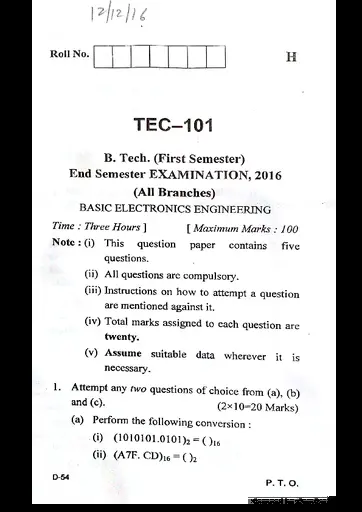 12/12/16
Roll No.
H
TEC–101
B. Tech. (First Semester)
End Semester EXAMINATION, 2016
(All Branches)
BASIC ELECTRONICS ENGINEERING
Time : Three Hours ] [ Maximum Marks : 100
Note : (i) This question paper contains five
questions.
(ii) All questions are compulsory.
(iii) Instructions on how to attempt a question
are mentioned against it.
(iv) Total marks assigned to each question are
twenty.
(v) Assume suitable data wherever it is
necessary.
1. Attempt any two questions of choice from (a), (b)
and (c). (2×10=20 Marks)
(a) Perform the following conversion :
(i) (1010101.0101)₂ = ( )₁₆
(ii) (A7F. CD)₁₆ = ( )₂
D-54
P. T. O.